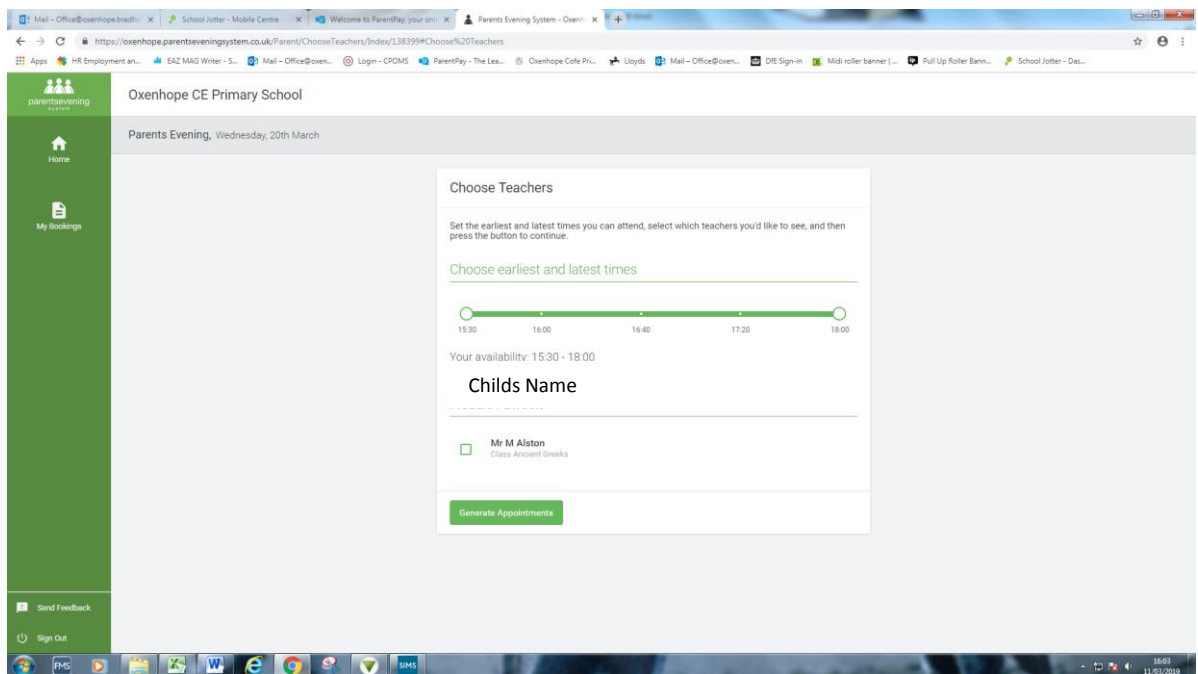 Mail – Office@oxenhope.bradfo
School Jotter - Mobile Centre
Welcome to ParentPay, your onli
Parents Evening System - Oxenh
https://oxenhope.parentseveningsystem.co.uk/Parent/ChooseTeachers/Index/138399#Choose%20Teachers
Apps
HR Employment an...
EAZ MAG Writer - S...
Mail – Office@oxen...
Login - CPOMS
ParentPay - The Lea...
Oxenhope Cofe Pri...
Lloyds
Mail – Office@oxen...
DfE Sign-in
Midi roller banner | ...
Pull Up Roller Bann...
School Jotter - Das...
parentsevening
system
Oxenhope CE Primary School
Parents Evening, Wednesday, 20th March
Home
My Bookings
Choose Teachers
Set the earliest and latest times you can attend, select which teachers you'd like to see, and then
press the button to continue.
Choose earliest and latest times
15:30 16:00 16:40 17:20 18:00
Your availability: 15:30 - 18:00
Childs Name
Mr M Alston
Class Ancient Greeks
Generate Appointments
Send Feedback
Sign Out
FMS
SIMS
16:03
11/03/2019